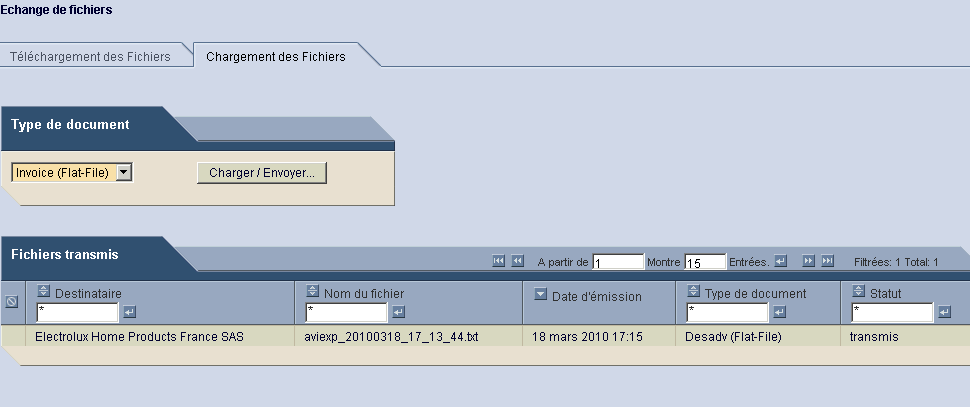 Echange de fichiers
Téléchargement des Fichiers Chargement des Fichiers
Type de document
Invoice (Flat-File) Charger / Envoyer...
Fichiers transmis
A partir de 1 Montre 15 Entrées. Filtrées: 1 Total: 1
Destinataire Nom du fichier Date d'émission Type de document Statut
* * * *
Electrolux Home Products France SAS aviexp_20100318_17_13_44.txt 18 mars 2010 17:15 Desadv (Flat-File) transmis